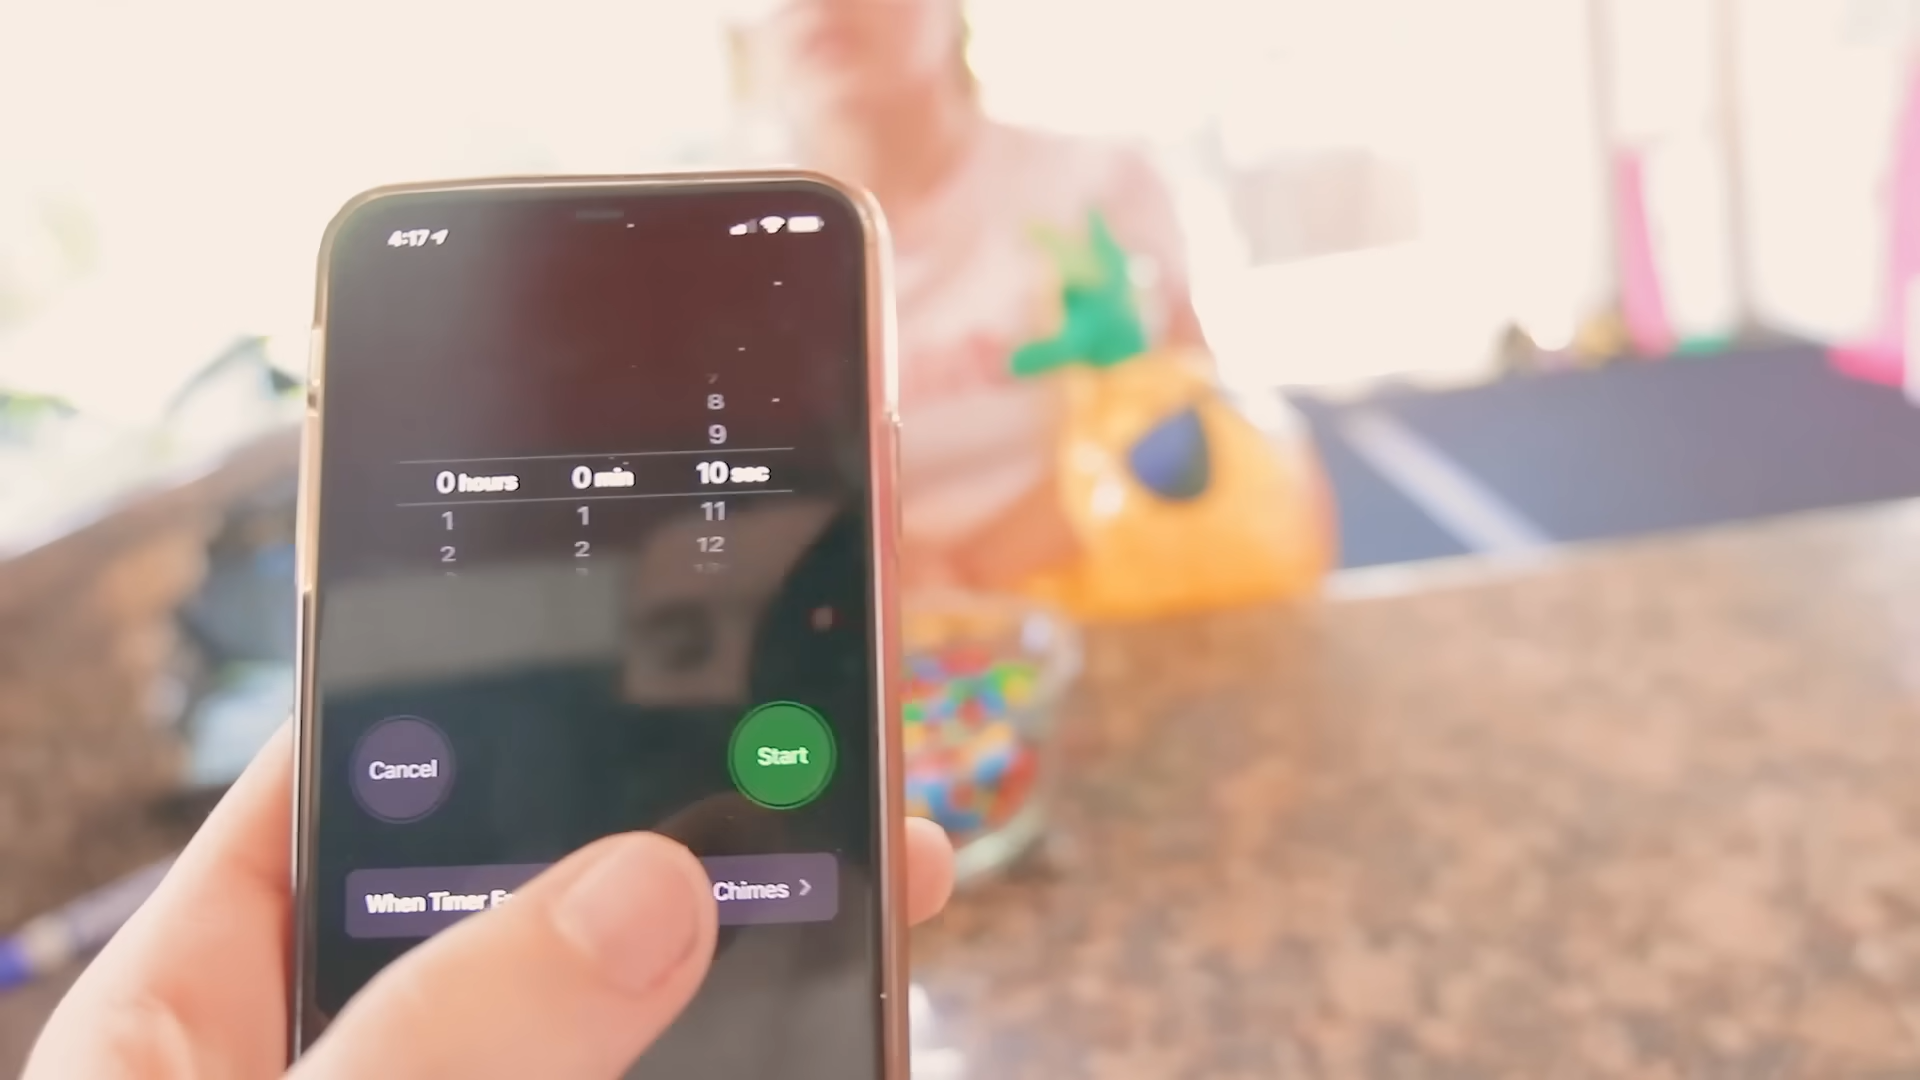 4:17
7
8
9
0 hours 0 min 10 sec
1 1 11
2 2 12
Cancel Start
When Timer Chimes >